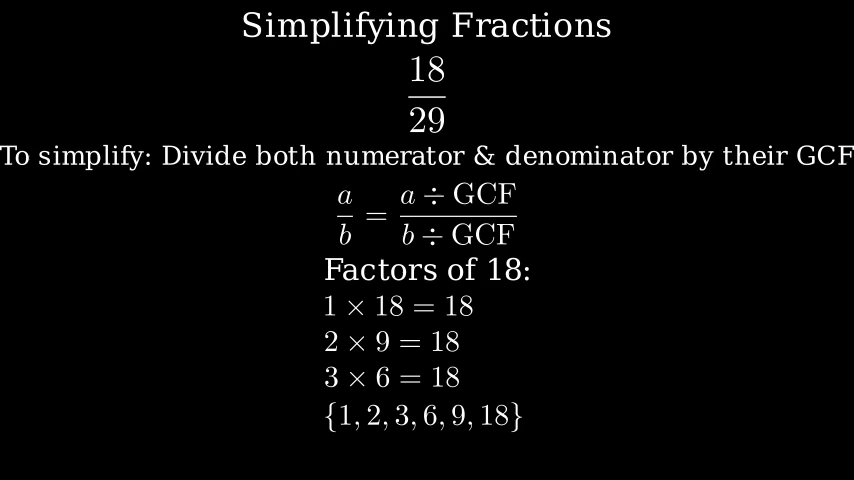 Simplifying Fractions
18
29
To simplify: Divide both numerator & denominator by their GCF
a/b = a ÷ GCF/b ÷ GCF
Factors of 18:
1 × 18 = 18
2 × 9 = 18
3 × 6 = 18
{1, 2, 3, 6, 9, 18}